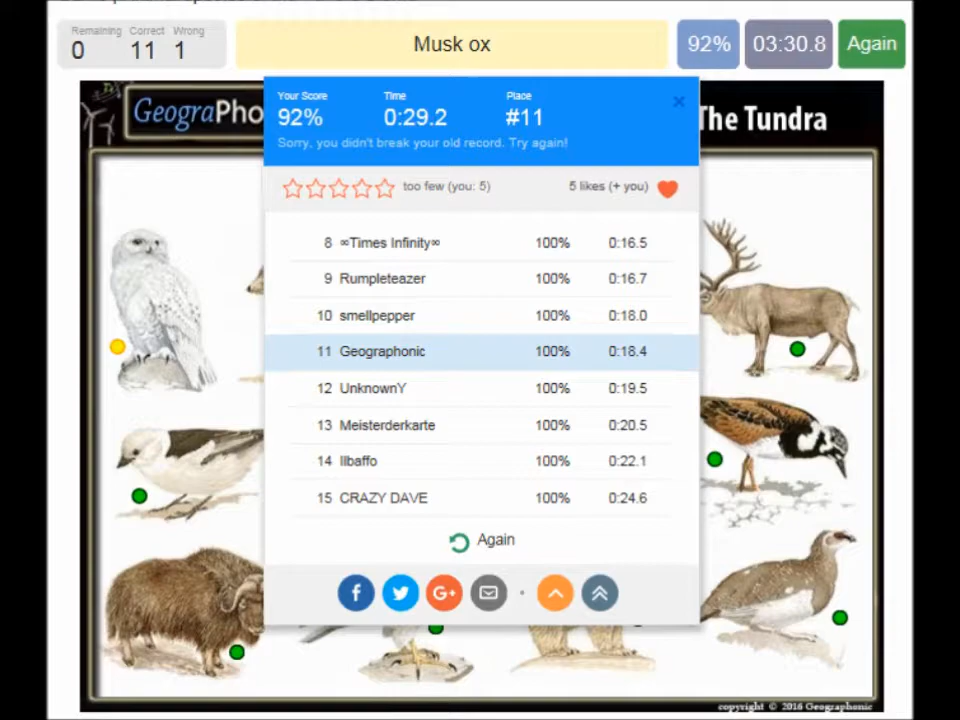 Remaining Correct Wrong
0 11 1
Musk ox
92%
03:30.8
Again
GeograPho
The Tundra
Your Score Time Place
92% 0:29.2 #11
Sorry, you didn't break your old record. Try again!
too few (you: 5) 5 likes (+ you)
8 ∞Times Infinity∞ 100% 0:16.5
9 Rumpleteazer 100% 0:16.7
10 smellpepper 100% 0:18.0
11 Geographonic 100% 0:18.4
12 UnknownY 100% 0:19.5
13 Meisterderkarte 100% 0:20.5
14 Ilbaffo 100% 0:22.1
15 CRAZY DAVE 100% 0:24.6
Again
f G+
copyright © 2016 Geographonic